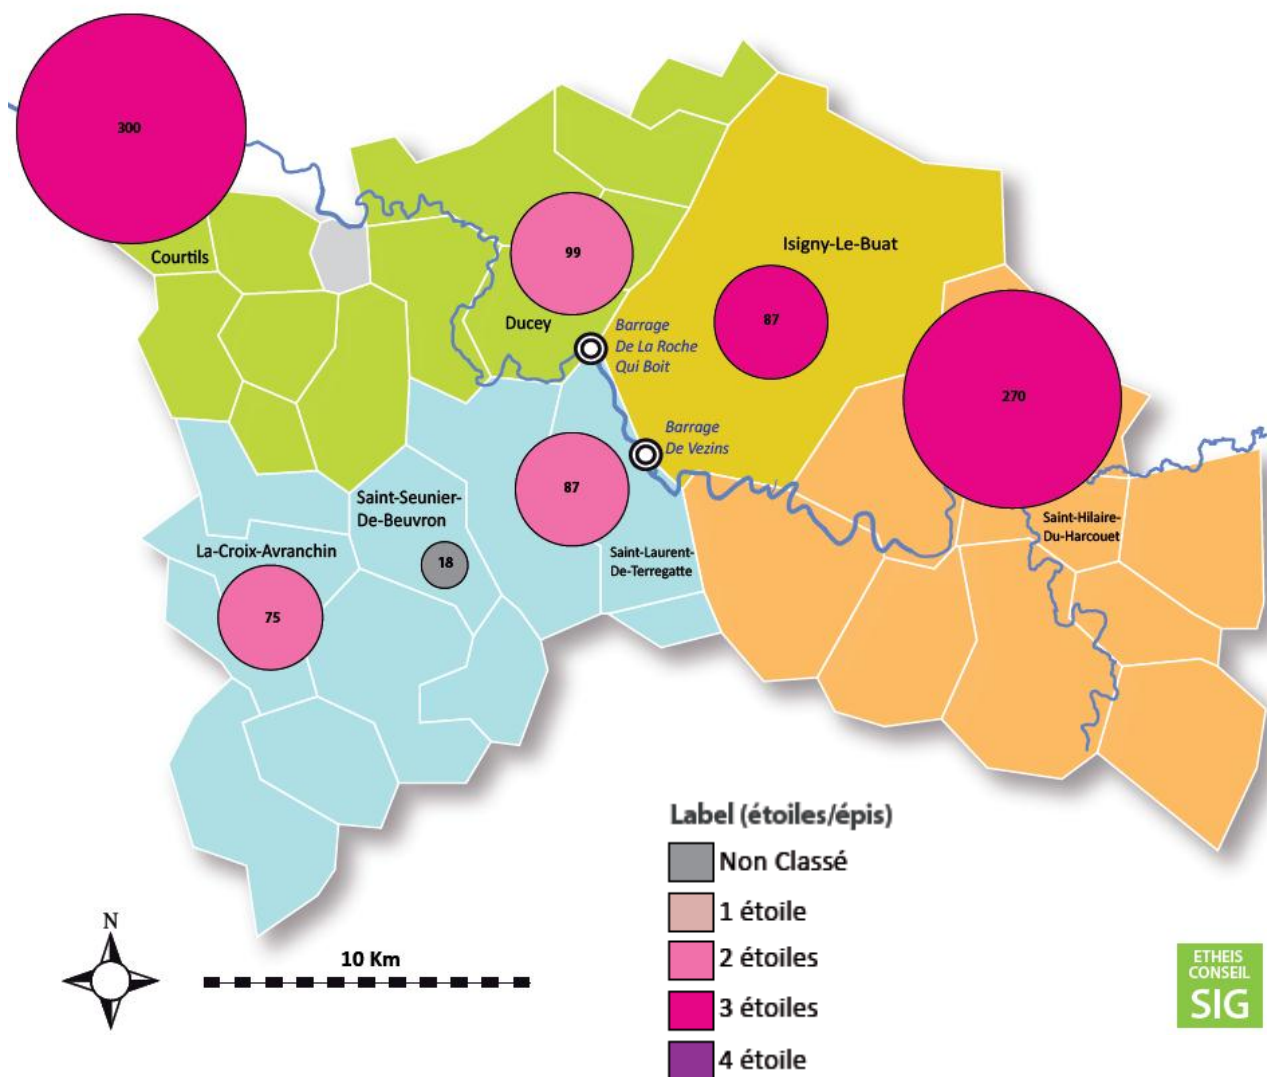 300
Courtils
99
Ducey
Isigny-Le-Buat
87
Barrage
De La Roche
Qui Boit
Barrage
De Vezins
270
Saint-Hilaire-
Du-Harcouet
87
Saint-Laurent-
De-Terregatte
Saint-Seunier-
De-Beuvron
18
La-Croix-Avranchin
75
Label (étoiles/épis)
Non Classé
1 étoile
2 étoiles
3 étoiles
4 étoile
N
10 Km
ETHEIS
CONSEIL
SIG